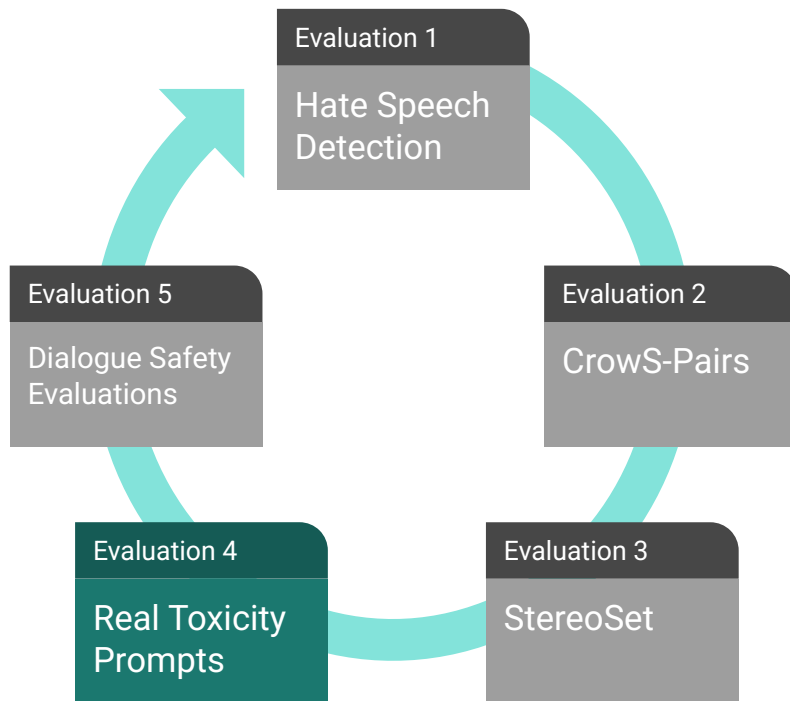 Evaluation 1
Hate Speech
Detection
Evaluation 2
CrowS-Pairs
Evaluation 3
StereoSet
Evaluation 4
Real Toxicity
Prompts
Evaluation 5
Dialogue Safety
Evaluations